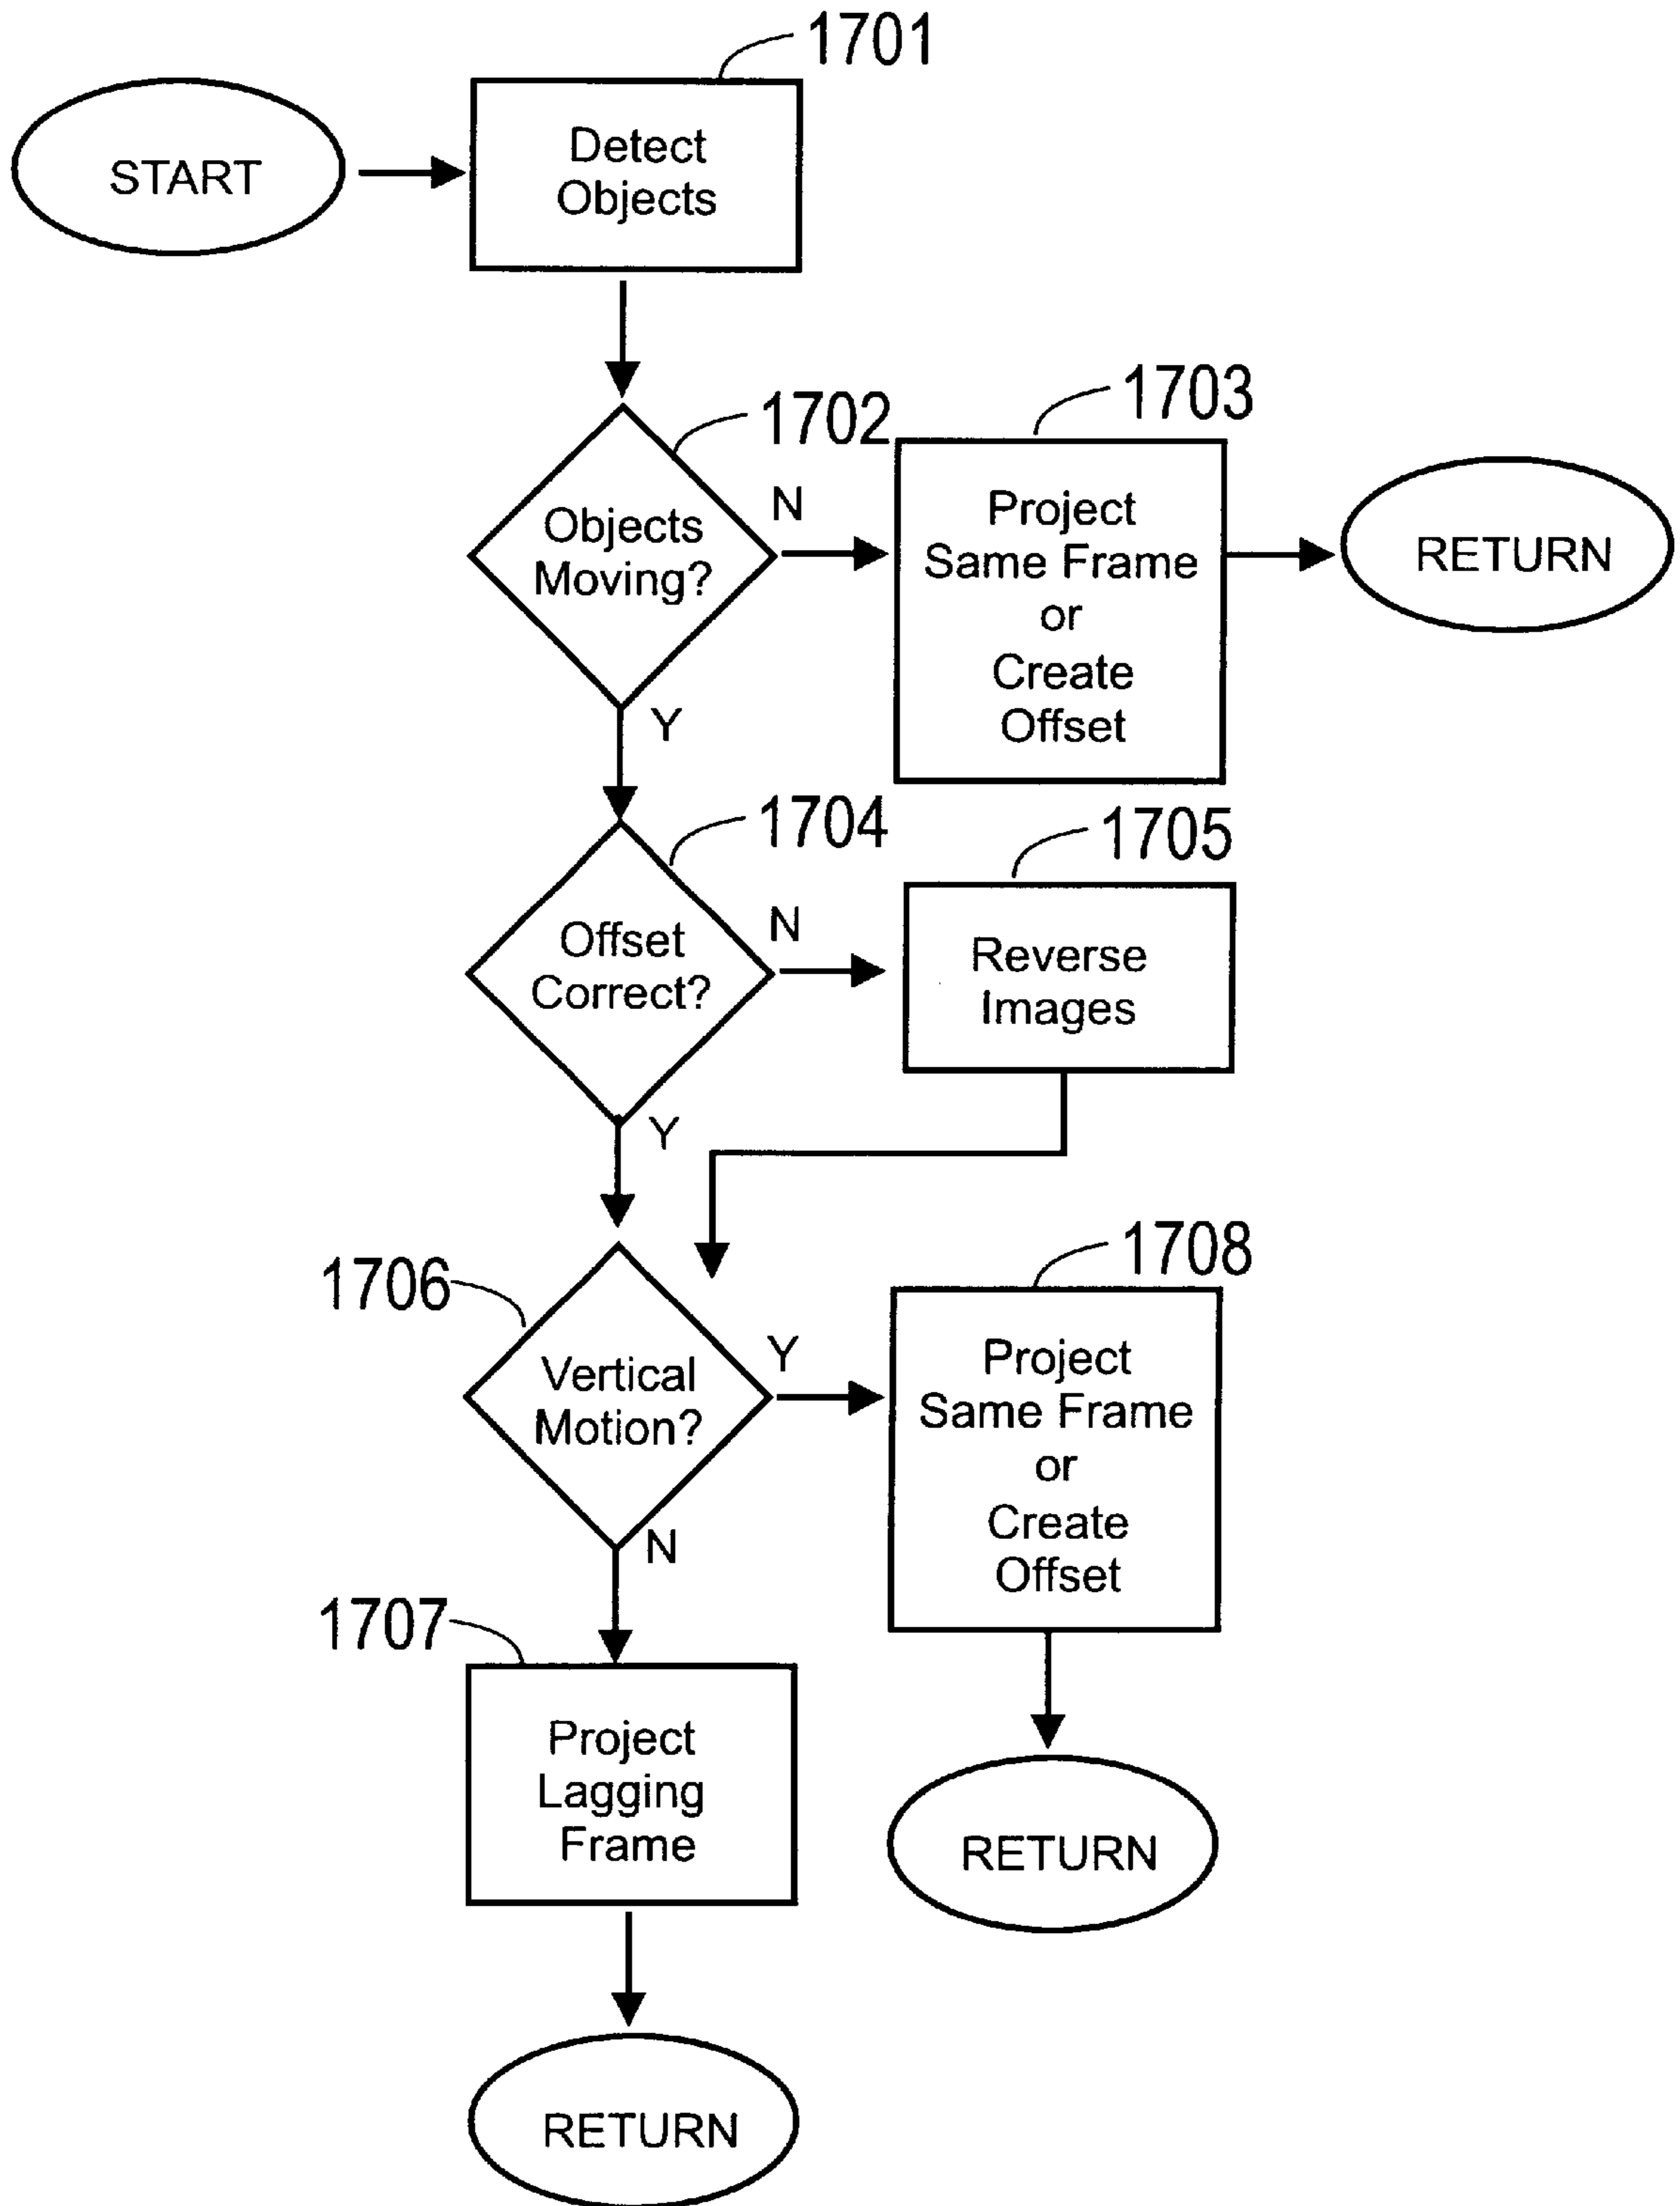 1701
START
Detect
Objects
1702
Objects
Moving?
N
Y
1703
Project
Same Frame
or
Create
Offset
RETURN
1704
Offset
Correct?
N
Y
1705
Reverse
Images
1706
Vertical
Motion?
Y
N
1708
Project
Same Frame
or
Create
Offset
RETURN
1707
Project
Lagging
Frame
RETURN